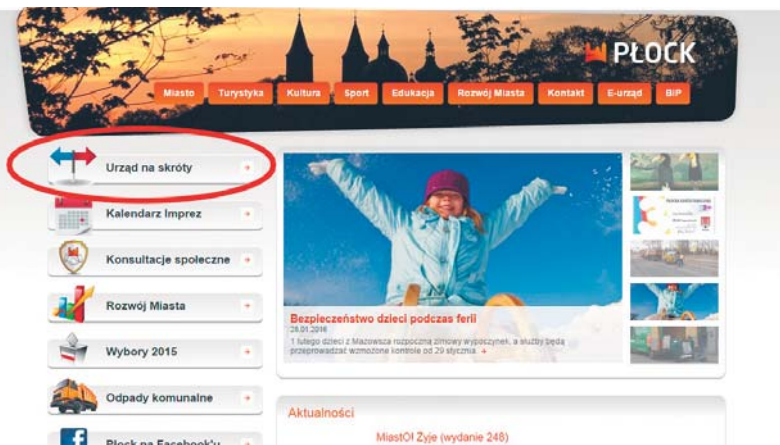 PŁOCK
Miasto Turystyka Kultura Sport Edukacja Rozwój Miasta Kontakt E-urząd BIP
Urząd na skróty
Kalendarz Imprez
Konsultacje społeczne
Rozwój Miasta
Wybory 2015
Odpady komunalne
Płock na Facebook'u
Bezpieczeństwo dzieci podczas ferii
28.01.2016
1 lutego dzieci z Mazowsza rozpoczną zimowy wypoczynek, a służby będą
przeprowadzać wzmożone kontrole od 29 stycznia.
Aktualności
MiastO! Żyje (wydanie 248)